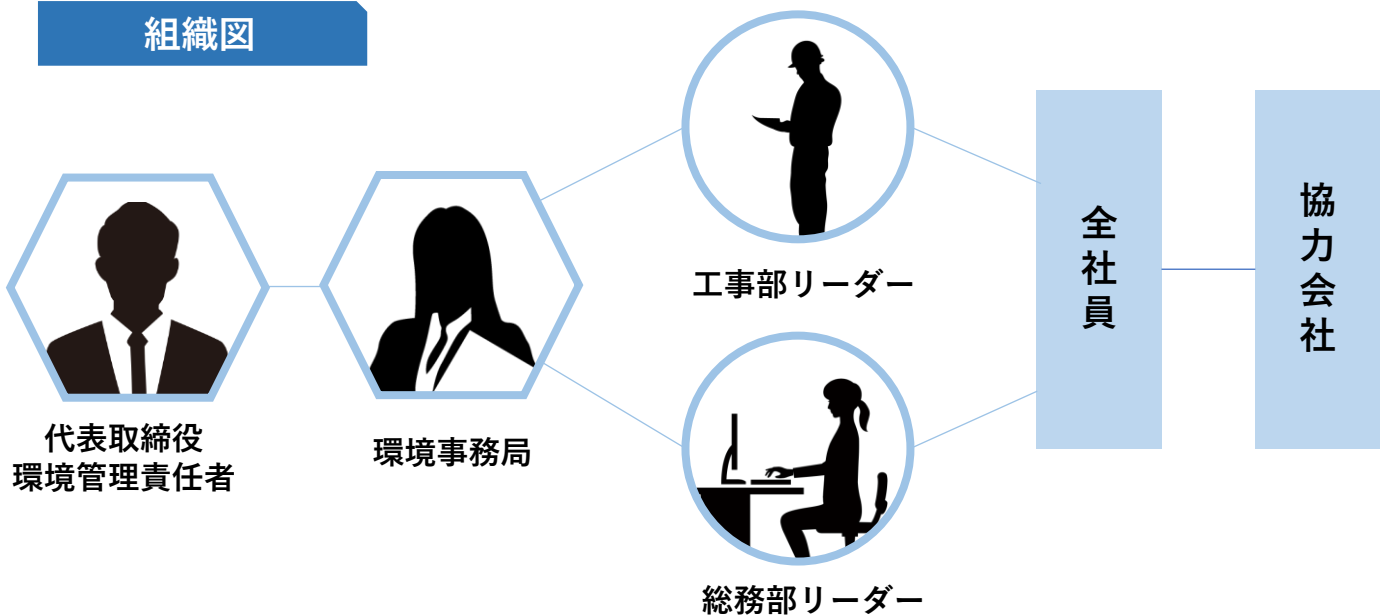 組織図
代表取締役
環境管理責任者
環境事務局
工事部リーダー
総務部リーダー
全社員
協力会社